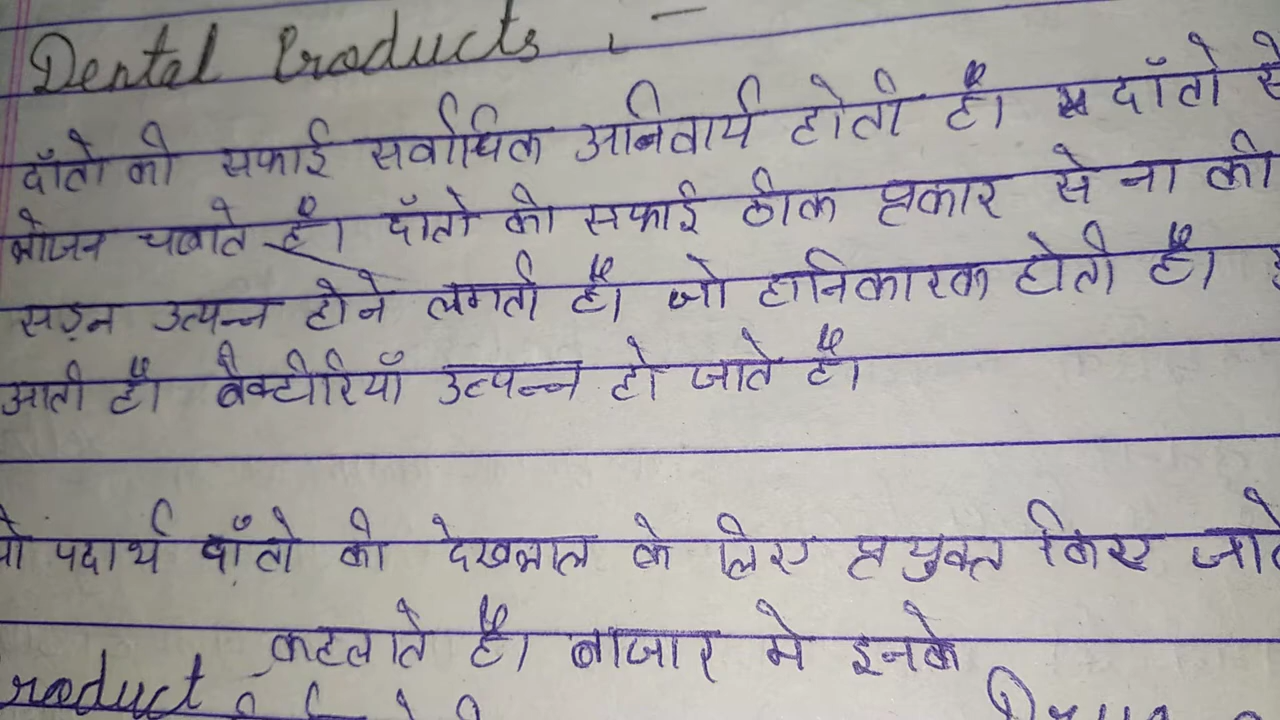 Dental Products :-
दाँतो की सफाई सर्वाधिक अनिवार्य होती है। दाँतो से
भोजन चबाते है। दाँतो की सफाई ठीक प्रकार से ना की
सड़न उत्पन्न होने लगती है। जो हानिकारक होती है।
आती है। बैक्टीरियाँ उत्पन्न हो जाते है।
पदार्थ दाँतो की देखभाल के लिए प्रयुक्त किए जाते
कहलाते है। बाजार मे इनके
roduct